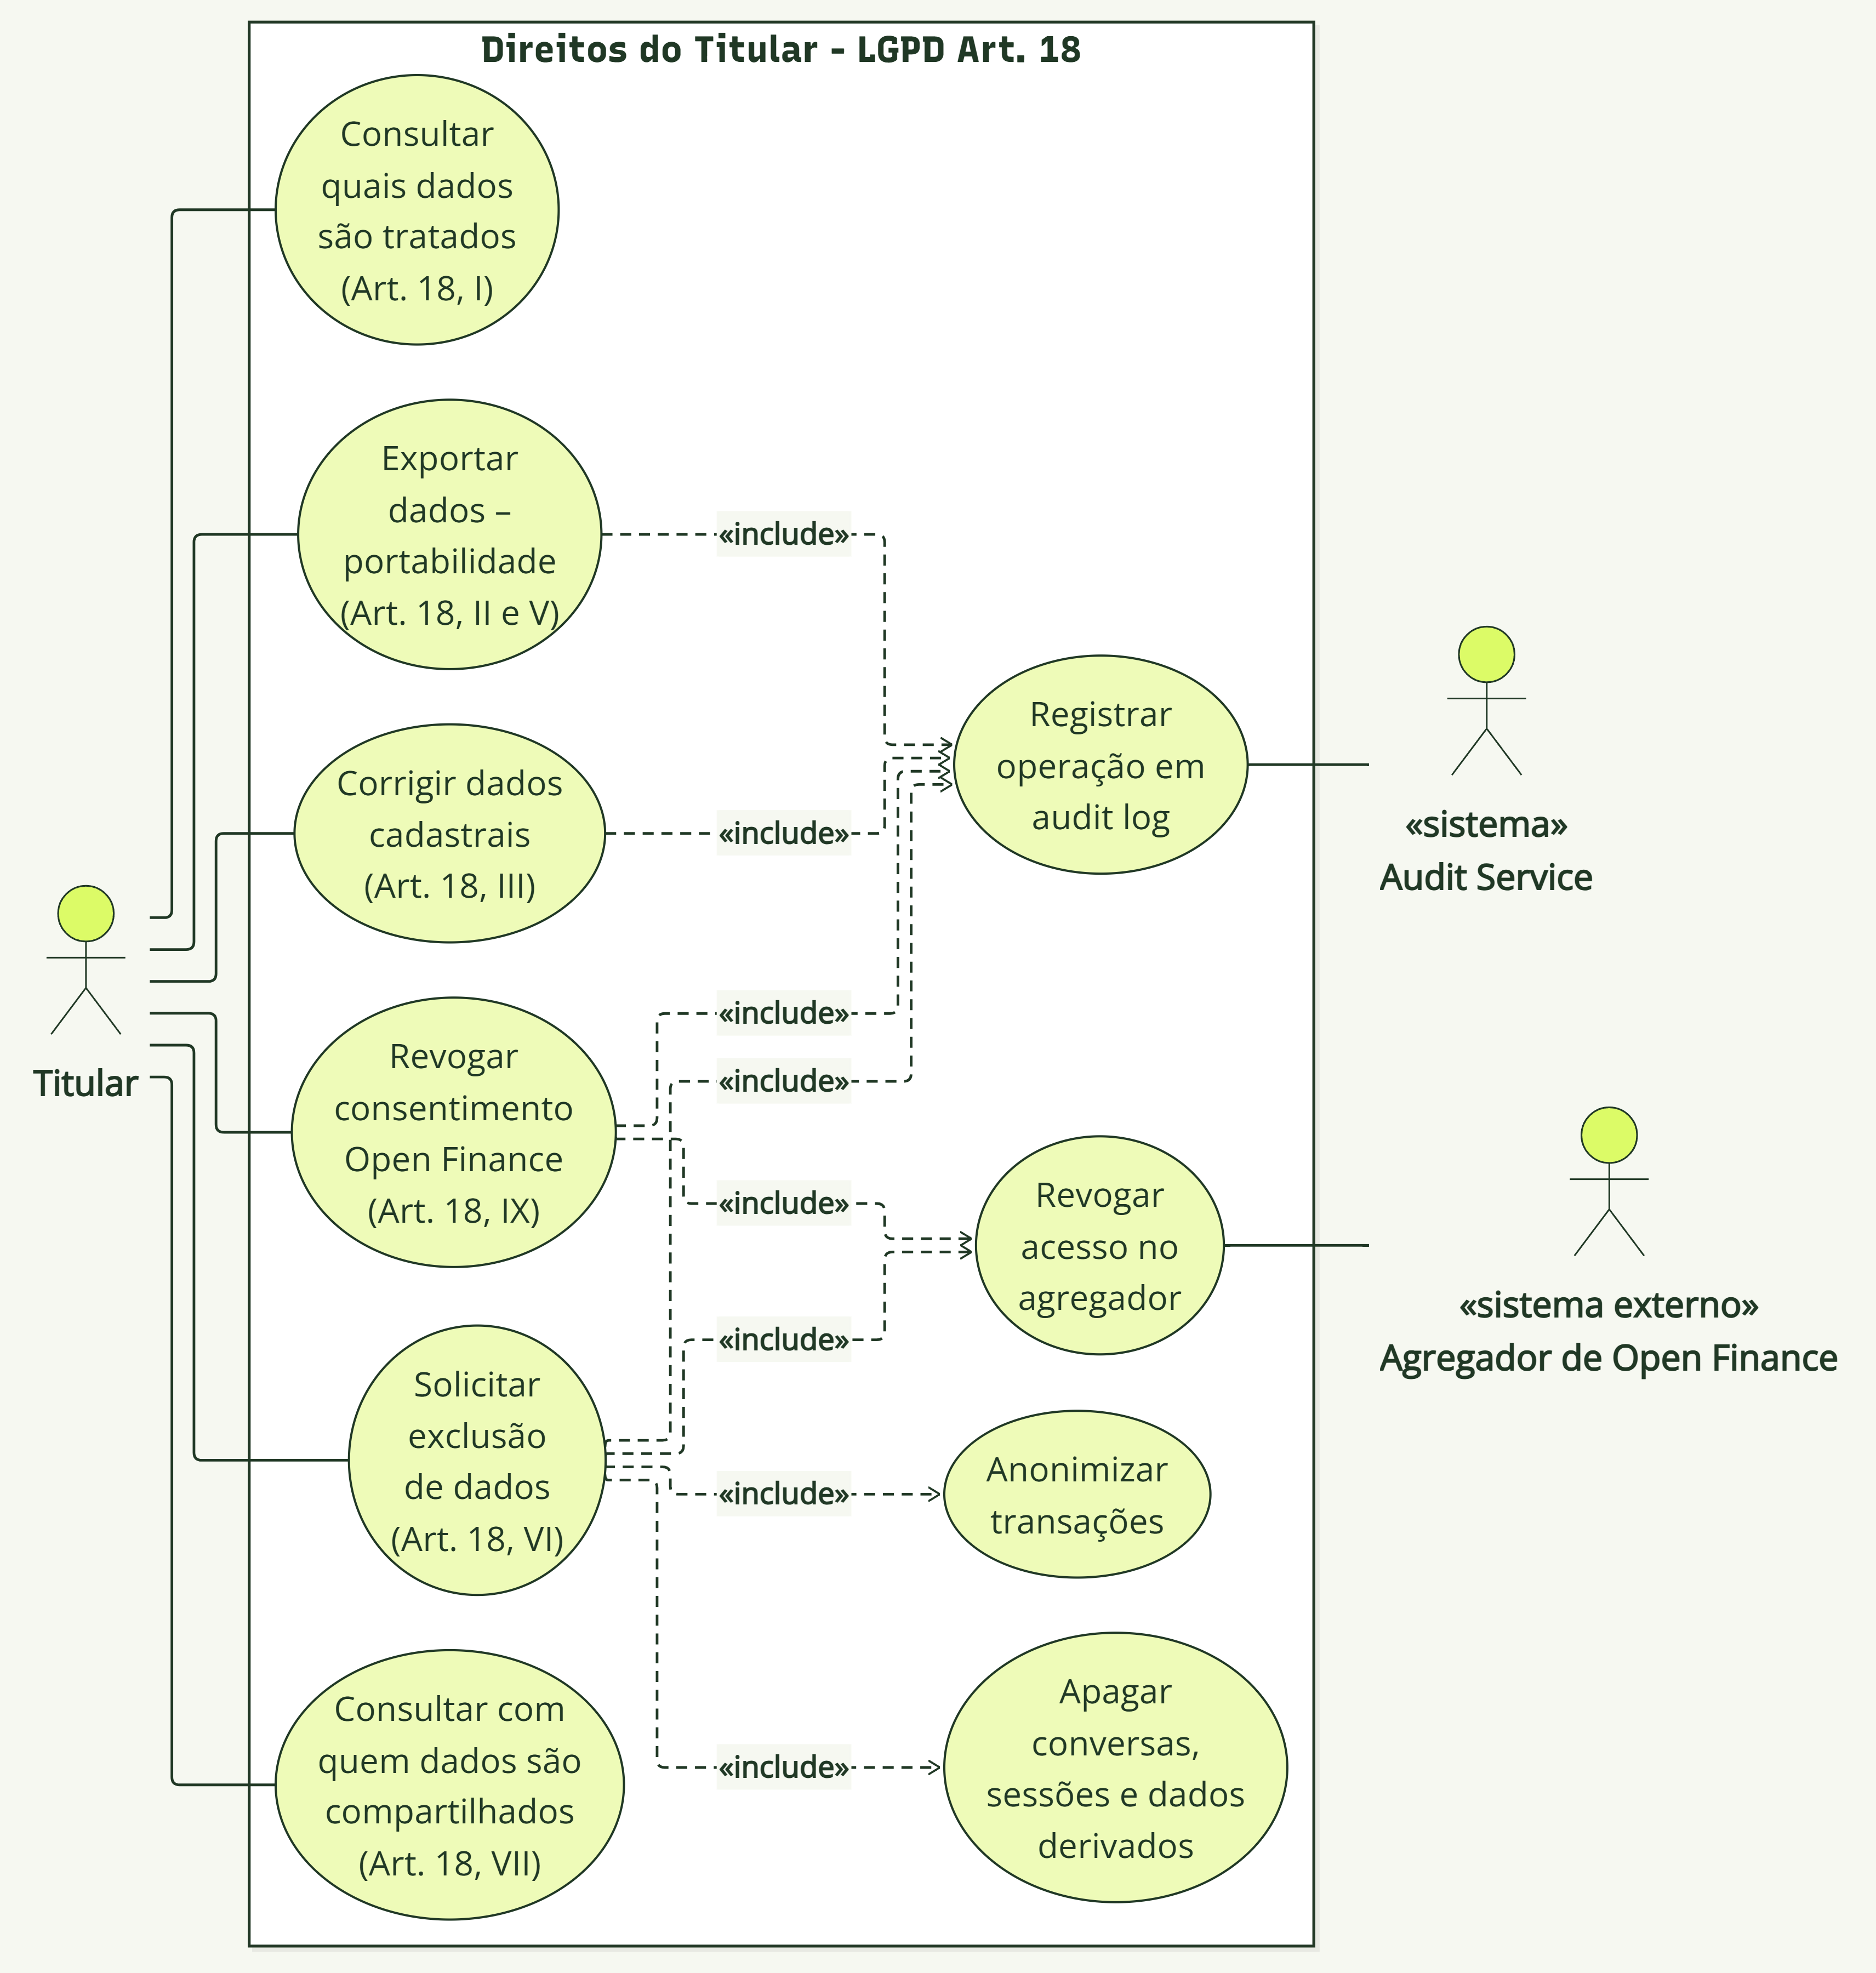 Direitos do Titular - LGPD Art. 18
Consultar
quais dados
são tratados
(Art. 18, I)
Exportar
dados –
portabilidade
(Art. 18, II e V)
«include»
Corrigir dados
cadastrais
(Art. 18, III)
«include»
Registrar
operação em
audit log
«sistema»
Audit Service
Titular
Revogar
consentimento
Open Finance
(Art. 18, IX)
«include»
«include»
«include»
Revogar
acesso no
agregador
«sistema externo»
Agregador de Open Finance
Solicitar
exclusão
de dados
(Art. 18, VI)
«include»
«include»
Anonimizar
transações
Consultar com
quem dados são
compartilhados
(Art. 18, VII)
«include»
Apagar
conversas,
sessões e dados
derivados